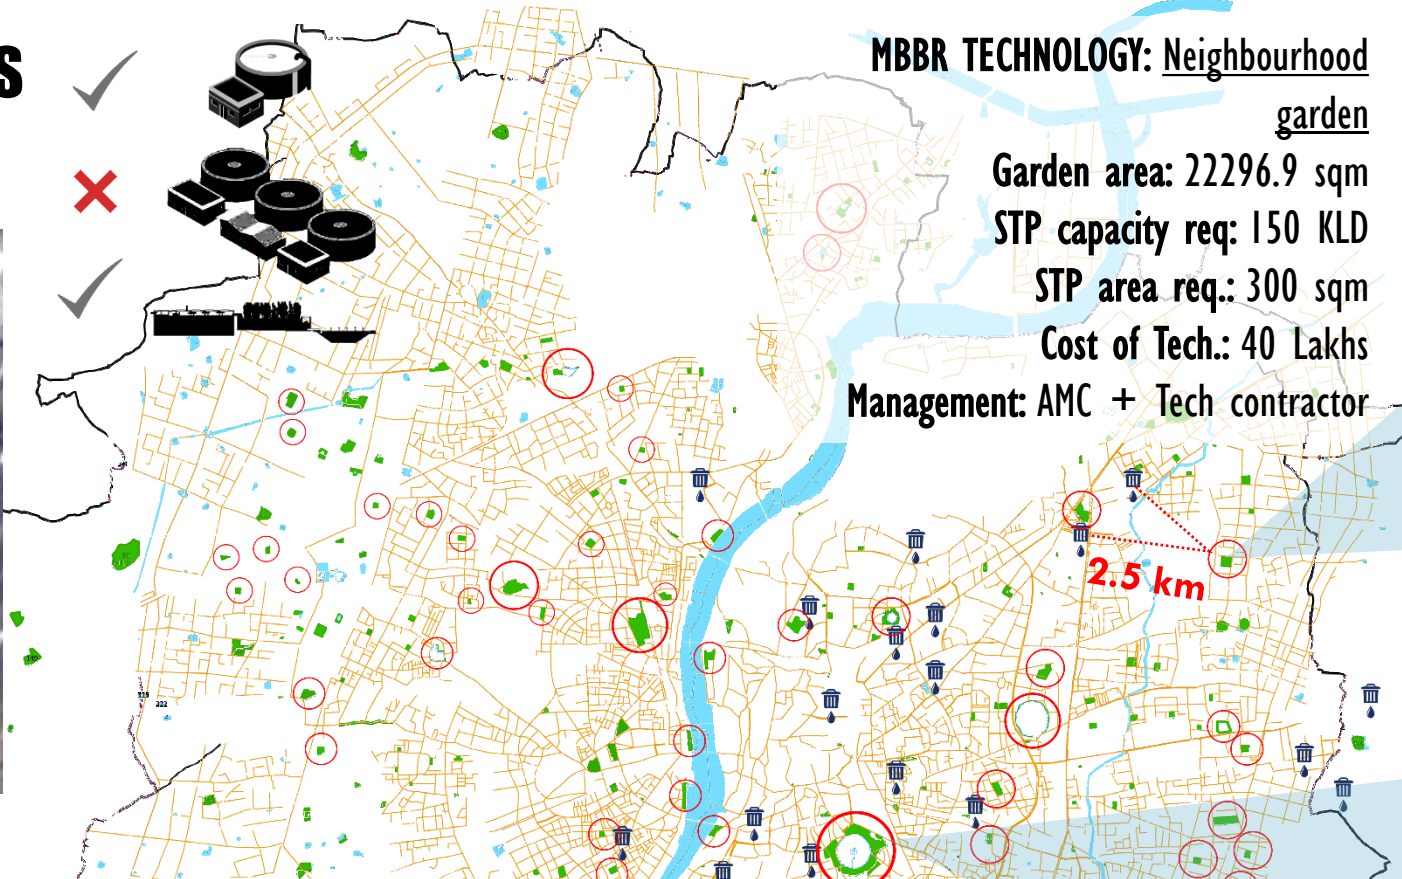 S
MBBR TECHNOLOGY: Neighbourhood
garden
Garden area: 22296.9 sqm
STP capacity req: 150 KLD
STP area req.: 300 sqm
Cost of Tech.: 40 Lakhs
Management: AMC + Tech contractor
2.5 km